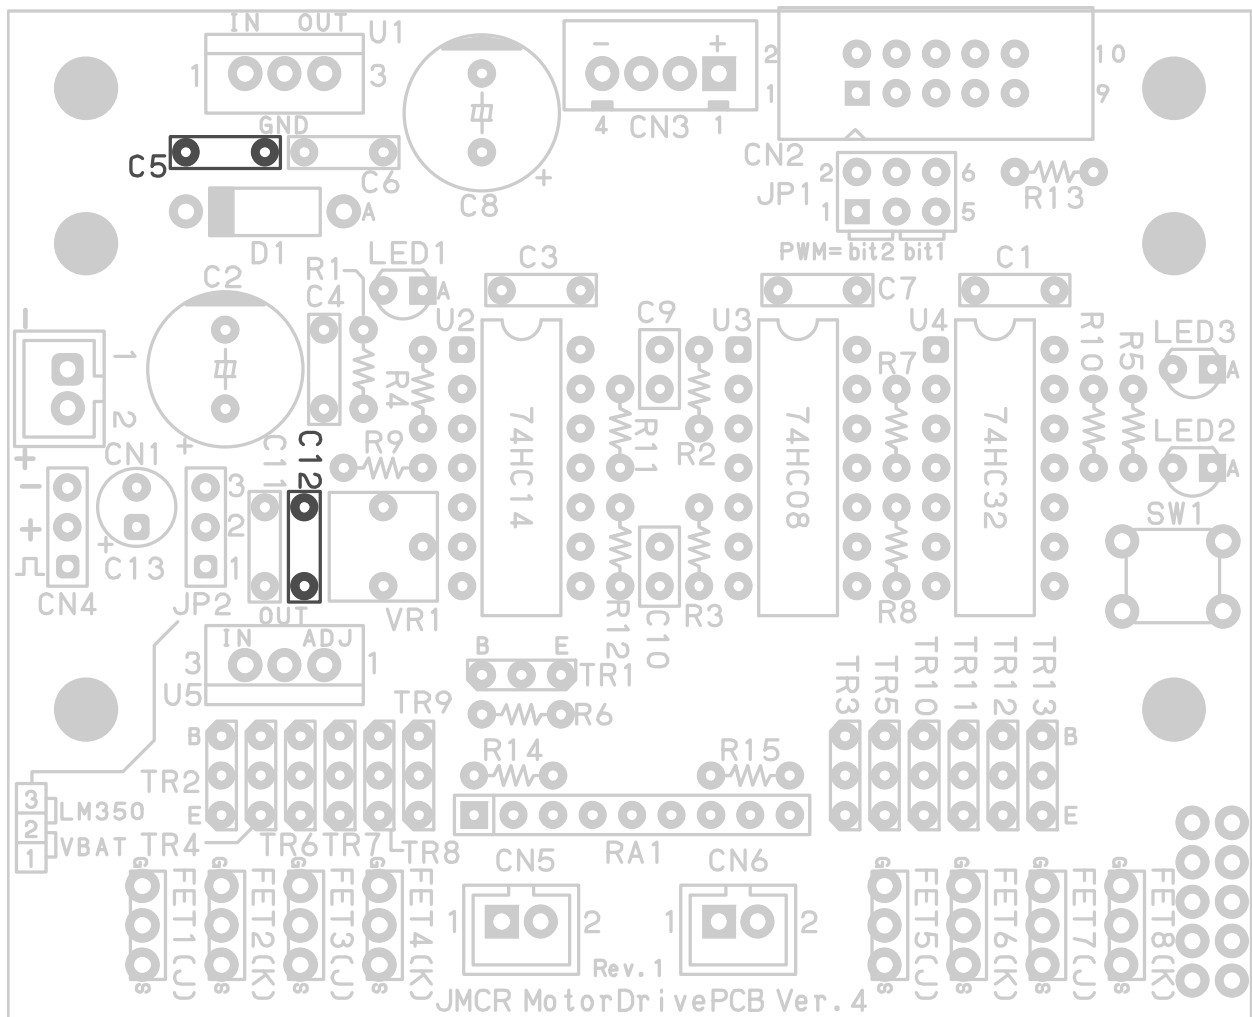 IN OUT
U1
1 3
GND
C5
C6
C8
- +
4 CN3 1
2 10
1 9
CN2
JP1
2 6
1 5
PWM= bit2 bit1
R13
D1
A
C2
R1
C4
LED1
A
C3
C7
C1
U2
C9
U3
U4
R4
R9
74HC14
R11
R2
74HC08
R7
74HC32
R10
R5
LED3
A
LED2
A
SW1
-
1
2
+
CN1
C11
C12
-
+
CN4
+
C13
3
2
1
JP2
OUT
IN ADJ
3 1
U5
VR1
R12
C10
R3
R8
B E
TR1
R6
TR9
R14
R15
TR3
TR5
TR10
TR11
TR12
TR13
B
E
B
TR2
E
3
2
1
LM350
VBAT
TR4
TR6
TR7
TR8
RA1
CN5
CN6
1 2
1 2
G
S
FET1(J)
G
S
FET2(K)
G
S
FET3(J)
G
S
FET4(K)
G
S
FET5(J)
G
S
FET6(K)
G
S
FET7(J)
G
S
FET8(K)
Rev.1
JMCR MotorDrivePCB Ver.4